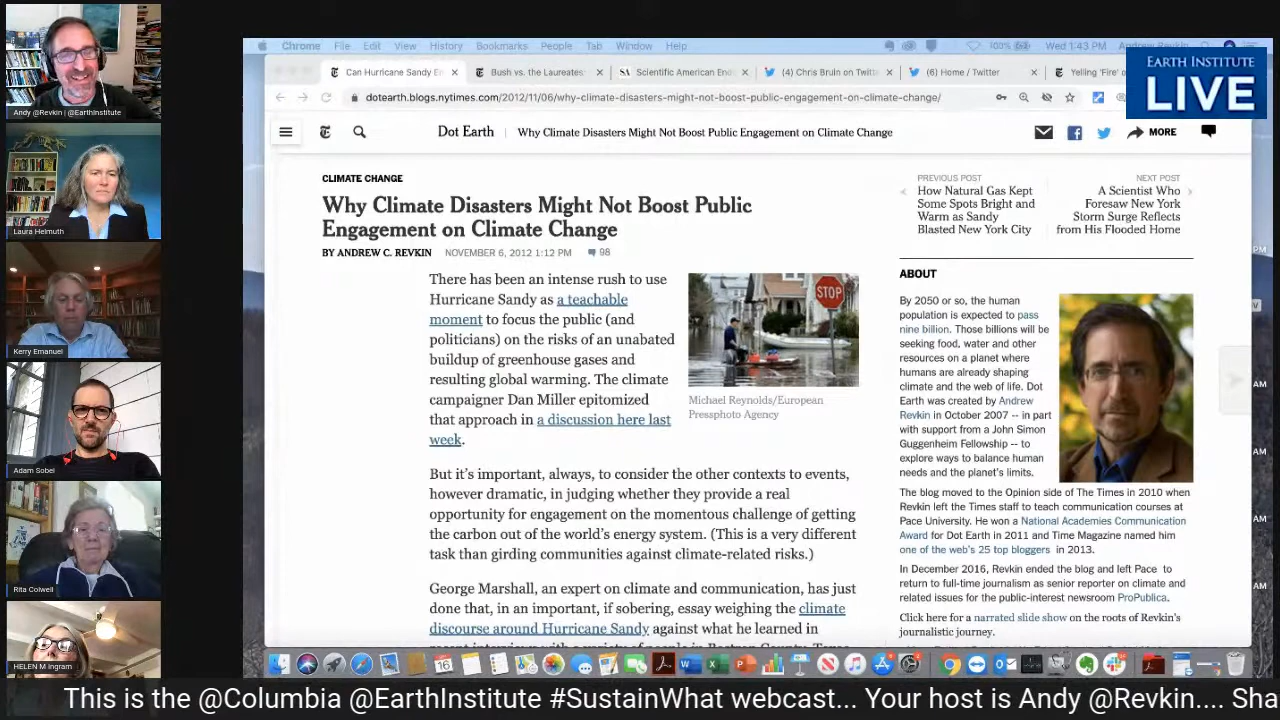 Chrome File Edit View History Bookmarks People Tab Window Help 100% Wed 1:43 PM Andrew Revkin
Can Hurricane Sandy En
Bush vs. the Laureates:
Scientific American End
(4) Chris Bruin on Twitte
(6) Home / Twitter
Yelling 'Fire' o
EARTH INSTITUTE
LIVE
dotearth.blogs.nytimes.com/2012/11/06/why-climate-disasters-might-not-boost-public-engagement-on-climate-change/
Dot Earth
Why Climate Disasters Might Not Boost Public Engagement on Climate Change
MORE
CLIMATE CHANGE
Why Climate Disasters Might Not Boost Public
Engagement on Climate Change
BY ANDREW C. REVKIN NOVEMBER 6, 2012 1:12 PM 98
There has been an intense rush to use
Hurricane Sandy as a teachable
moment to focus the public (and
politicians) on the risks of an unabated
buildup of greenhouse gases and
resulting global warming. The climate
campaigner Dan Miller epitomized
that approach in a discussion here last
week.
STOP
Michael Reynolds/European
Pressphoto Agency
But it's important, always, to consider the other contexts to events,
however dramatic, in judging whether they provide a real
opportunity for engagement on the momentous challenge of getting
the carbon out of the world's energy system. (This is a very different
task than girding communities against climate-related risks.)
George Marshall, an expert on climate and communication, has just
done that, in an important, if sobering, essay weighing the climate
discourse around Hurricane Sandy against what he learned in
PREVIOUS POST
How Natural Gas Kept
Some Spots Bright and
Warm as Sandy
Blasted New York City
NEXT POST
A Scientist Who
Foresaw New York
Storm Surge Reflects
from His Flooded Home
ABOUT
By 2050 or so, the human
population is expected to pass
nine billion. Those billions will be
seeking food, water and other
resources on a planet where
humans are already shaping
climate and the web of life. Dot
Earth was created by Andrew
Revkin in October 2007 -- in part
with support from a John Simon
Guggenheim Fellowship -- to
explore ways to balance human
needs and the planet's limits.
The blog moved to the Opinion side of The Times in 2010 when
Revkin left the Times staff to teach communication courses at
Pace University. He won a National Academies Communication
Award for Dot Earth in 2011 and Time Magazine named him
one of the web's 25 top bloggers in 2013.
In December 2016, Revkin ended the blog and left Pace to
return to full-time journalism as senior reporter on climate and
related issues for the public-interest newsroom ProPublica.
Click here for a narrated slide show on the roots of Revkin's
journalistic journey.
PM
AM
AM
AM
AM
Andy @Revkin | @EarthInstitute
Laura Helmuth
Kerry Emanuel
Adam Sobel
Rita Colwell
HELEN M Ingram
This is the @Columbia @EarthInstitute #SustainWhat webcast... Your host is Andy @Revkin.... Sha